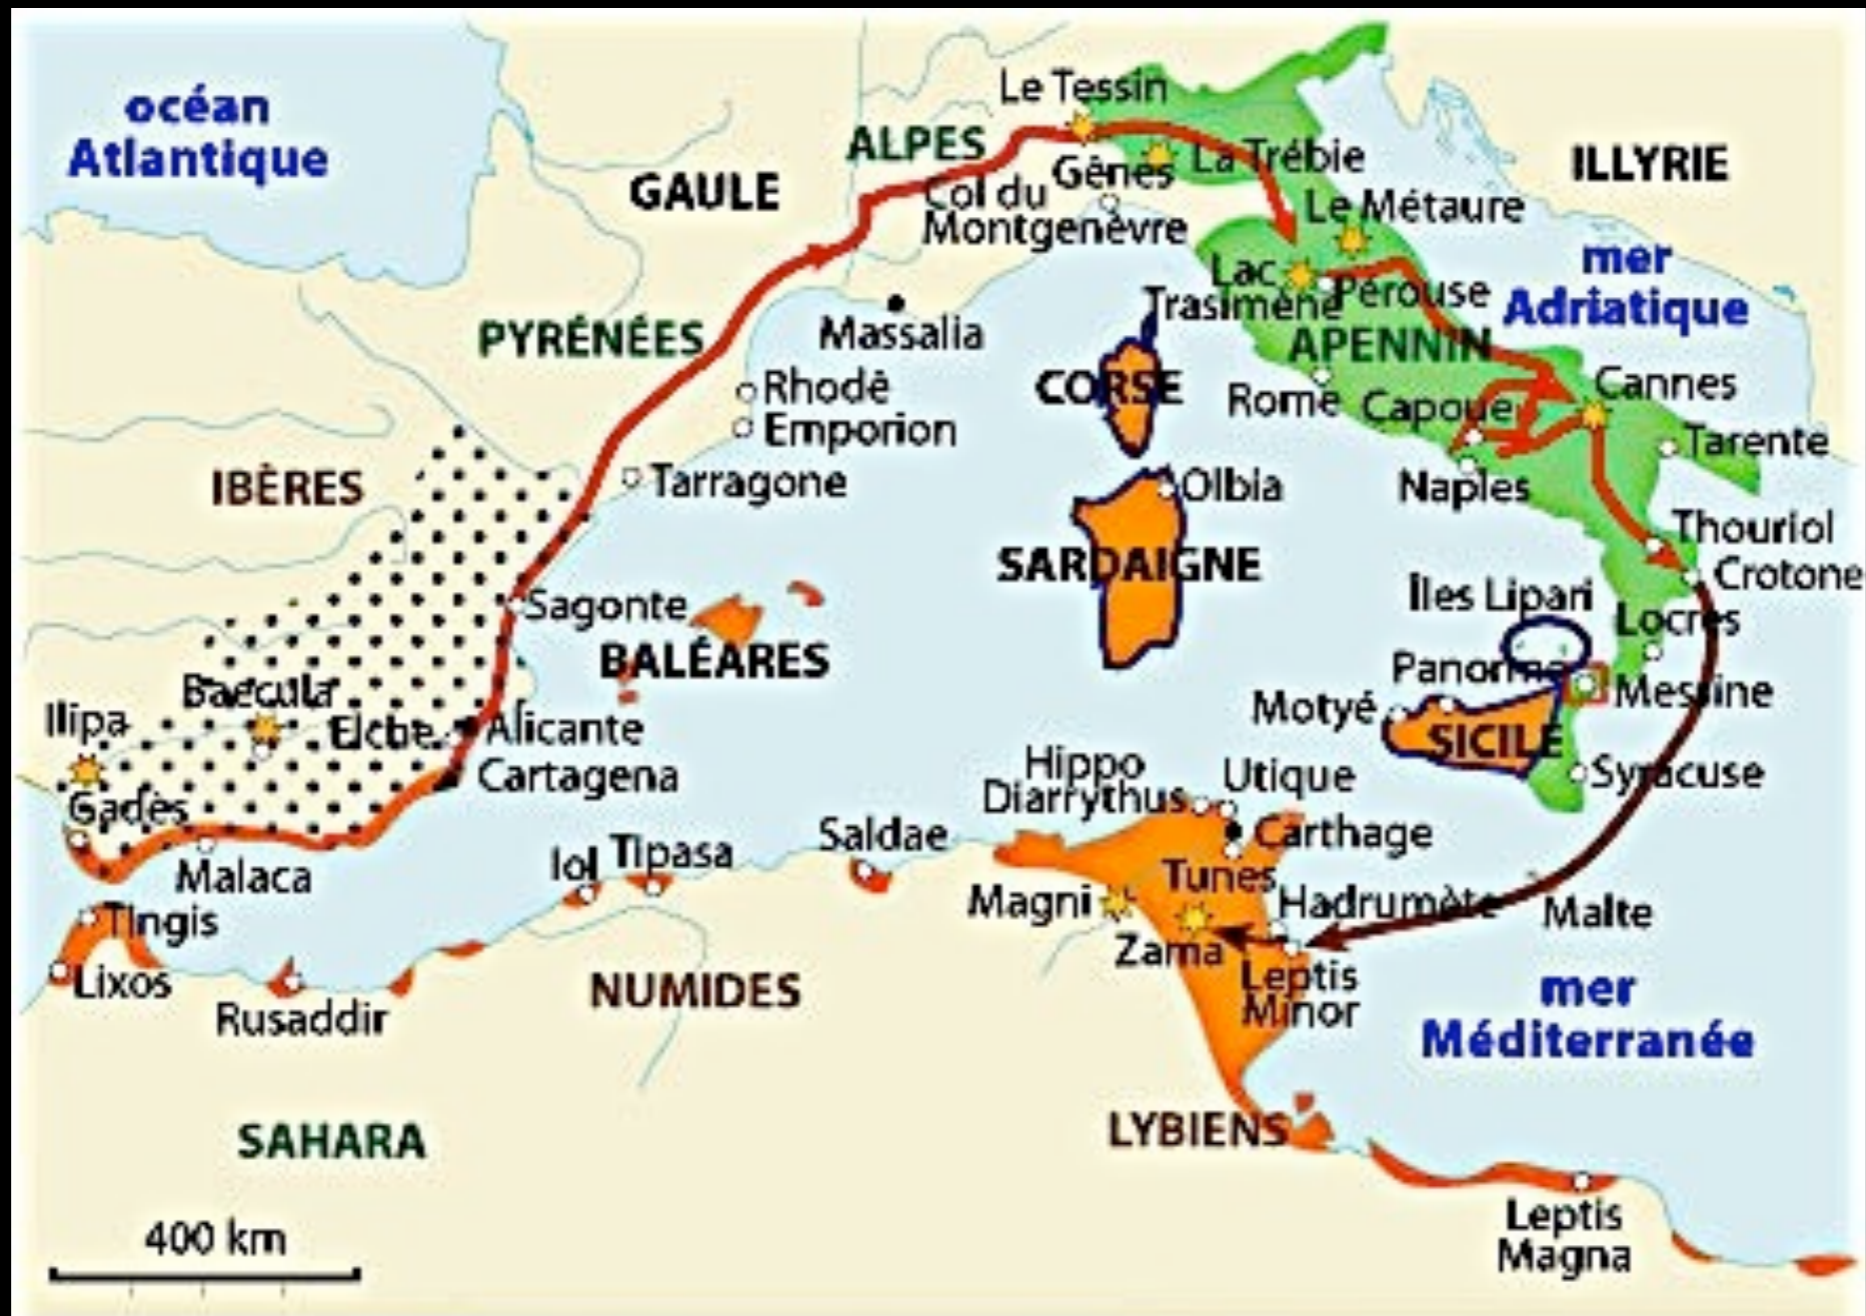 océan
Atlantique
Le Tessin
ALPES
GAULE
Gênes
La Trébie
ILLYRIE
Col du
Montgenèvre
Le Métaure
mer
Adriatique
Lac
Trasimène
Pérouse
PYRÉNÉES
Massalia
APENNIN
Rhodé
Emporion
CORSE
Rome
Capoue
Cannes
Tarente
IBÈRES
Tarragone
Olbia
Naples
SARDAIGNE
Thouriol
Crotone
Îles Lipari
Locres
Sagonte
BALÉARES
Panorme
Messine
Baecula
Motyé
Ilipa
Elche
Alicante
SICILE
Cartagena
Hippo
Diarrythus
Utique
Syracuse
Gadès
Carthage
Malaca
Iol
Tipasa
Saldae
Tunes
Magni
Hadrumète
Malte
Tingis
Zama
Lixos
Leptis
Minor
Rusaddir
NUMIDES
mer
Méditerranée
SAHARA
LYBIENS
400 km
Leptis
Magna